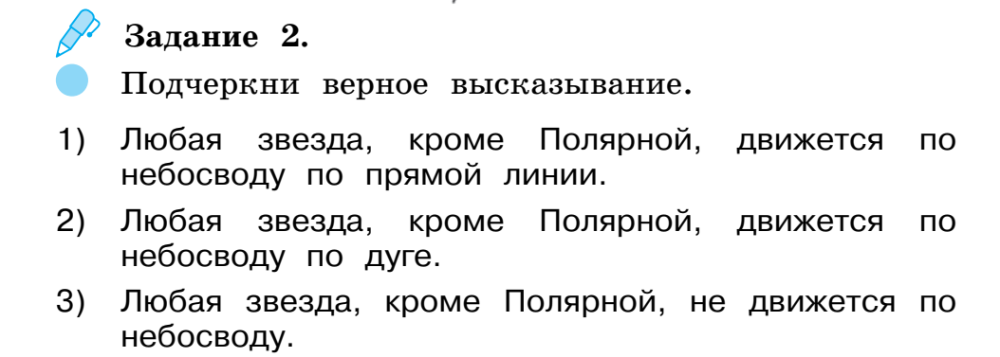 Задание 2.
Подчеркни верное высказывание.
1) Любая звезда, кроме Полярной, движется по
небосводу по прямой линии.
2) Любая звезда, кроме Полярной, движется по
небосводу по дуге.
3) Любая звезда, кроме Полярной, не движется по
небосводу.